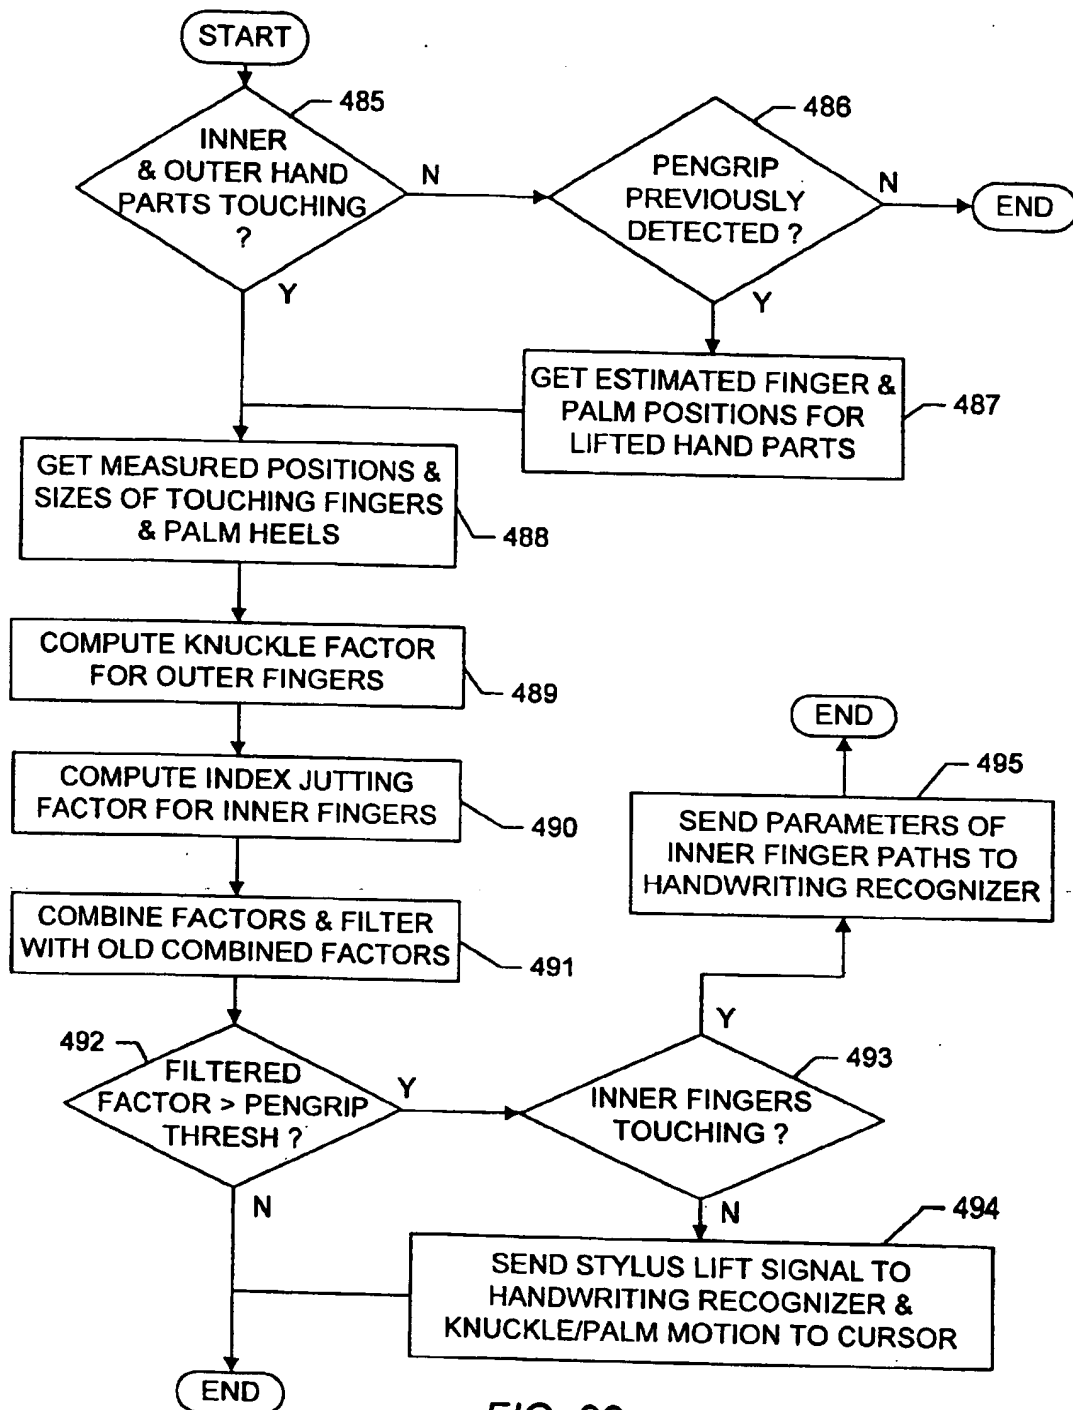 START
485
INNER
& OUTER HAND
PARTS TOUCHING
?
N
Y
486
PENGRIP
PREVIOUSLY
DETECTED ?
N
END
Y
GET ESTIMATED FINGER &
PALM POSITIONS FOR
LIFTED HAND PARTS
487
GET MEASURED POSITIONS &
SIZES OF TOUCHING FINGERS
& PALM HEELS
488
COMPUTE KNUCKLE FACTOR
FOR OUTER FINGERS
489
COMPUTE INDEX JUTTING
FACTOR FOR INNER FINGERS
490
COMBINE FACTORS & FILTER
WITH OLD COMBINED FACTORS
491
492
FILTERED
FACTOR > PENGRIP
THRESH ?
Y
N
END
495
SEND PARAMETERS OF
INNER FINGER PATHS TO
HANDWRITING RECOGNIZER
Y
493
INNER FINGERS
TOUCHING ?
N
494
SEND STYLUS LIFT SIGNAL TO
HANDWRITING RECOGNIZER &
KNUCKLE/PALM MOTION TO CURSOR
END
FIG.